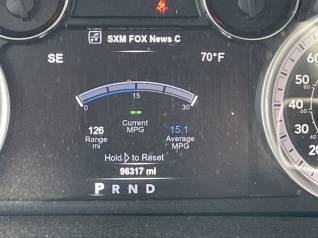 SXM FOX News C
SE 70°F
0 15 30
-- Current MPG
126 Range mi
15.1 Average MPG
Hold ▷ to Reset
96317 mi
P R N D
60
40
20